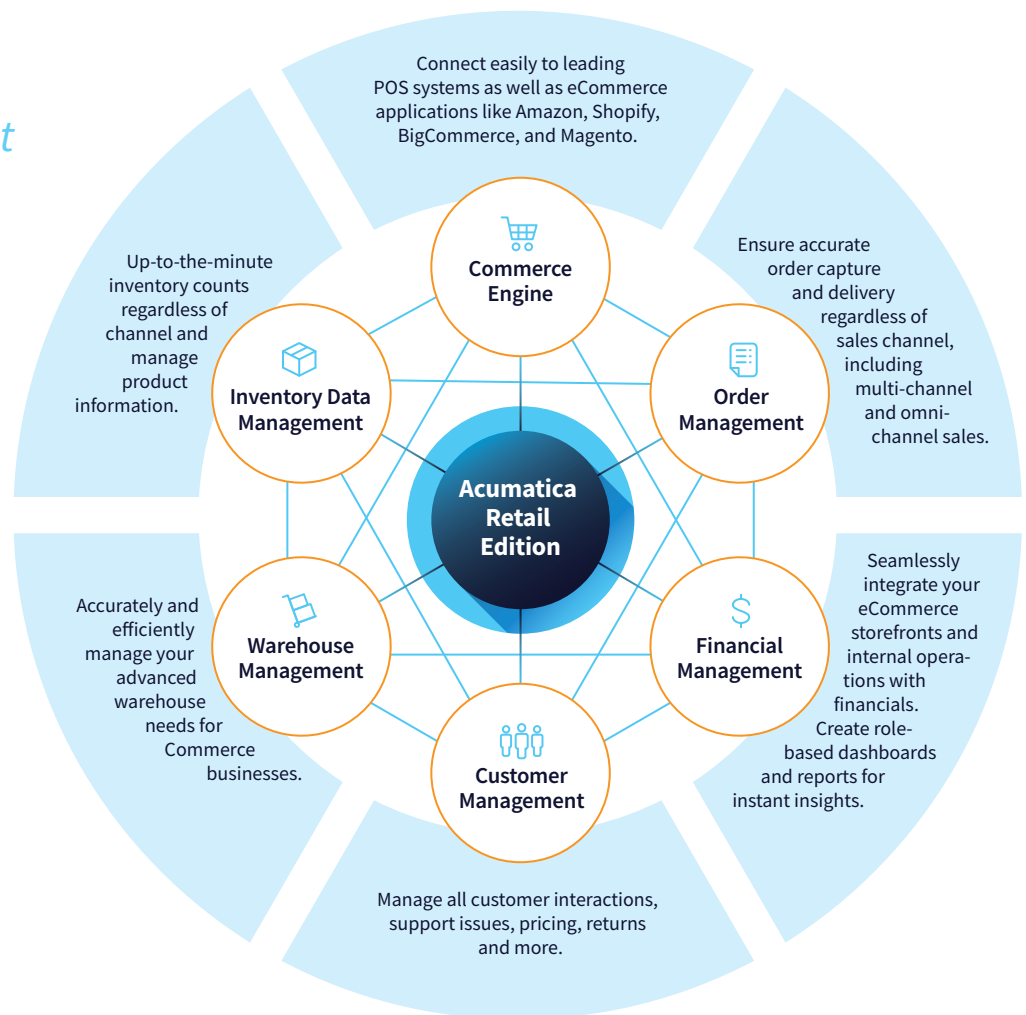 t
Connect easily to leading
POS systems as well as eCommerce
applications like Amazon, Shopify,
BigCommerce, and Magento.
Commerce
Engine
Ensure accurate
order capture
and delivery
regardless of
sales channel,
including
multi-channel
and omni-
channel sales.
Order
Management
Seamlessly
integrate your
eCommerce
storefronts and
internal opera-
tions with
financials.
Create role-
based dashboards
and reports for
instant insights.
Financial
Management
Customer
Management
Manage all customer interactions,
support issues, pricing, returns
and more.
Accurately and
efficiently
manage your
advanced
warehouse
needs for
Commerce
businesses.
Warehouse
Management
Up-to-the-minute
inventory counts
regardless of
channel and
manage
product
information.
Inventory Data
Management
Acumatica
Retail
Edition